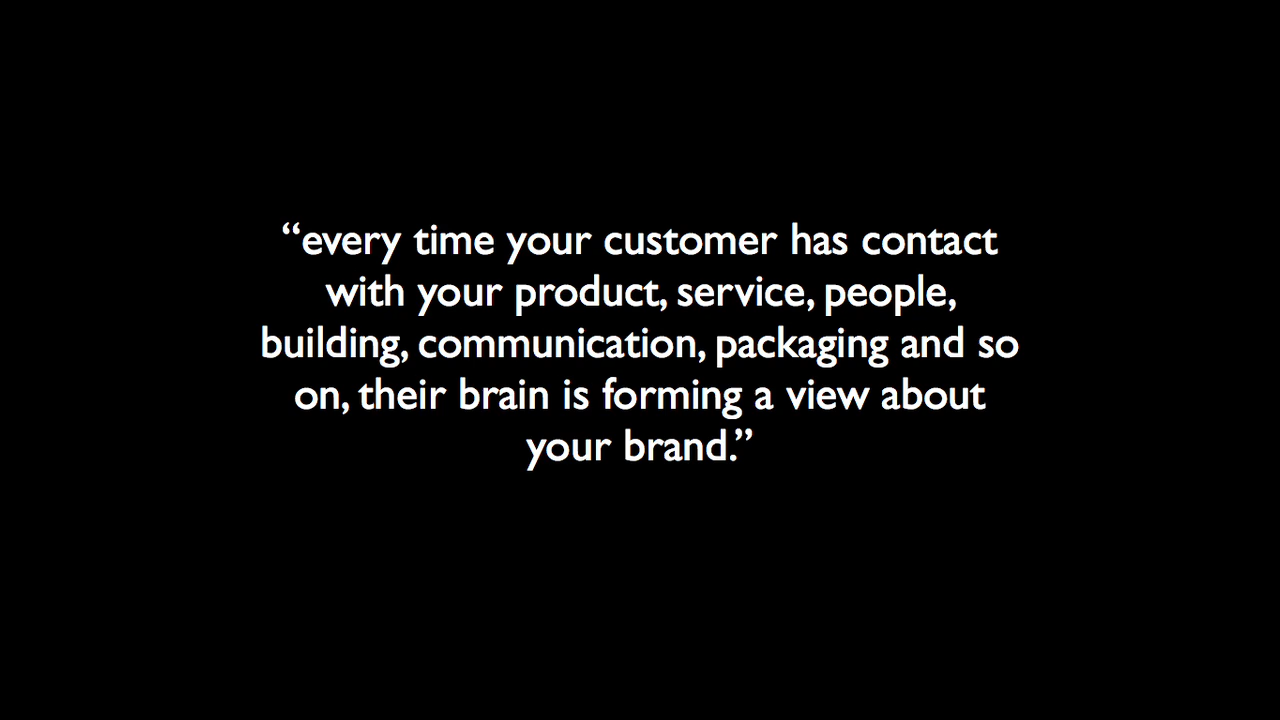 “every time your customer has contact
with your product, service, people,
building, communication, packaging and so
on, their brain is forming a view about
your brand.”